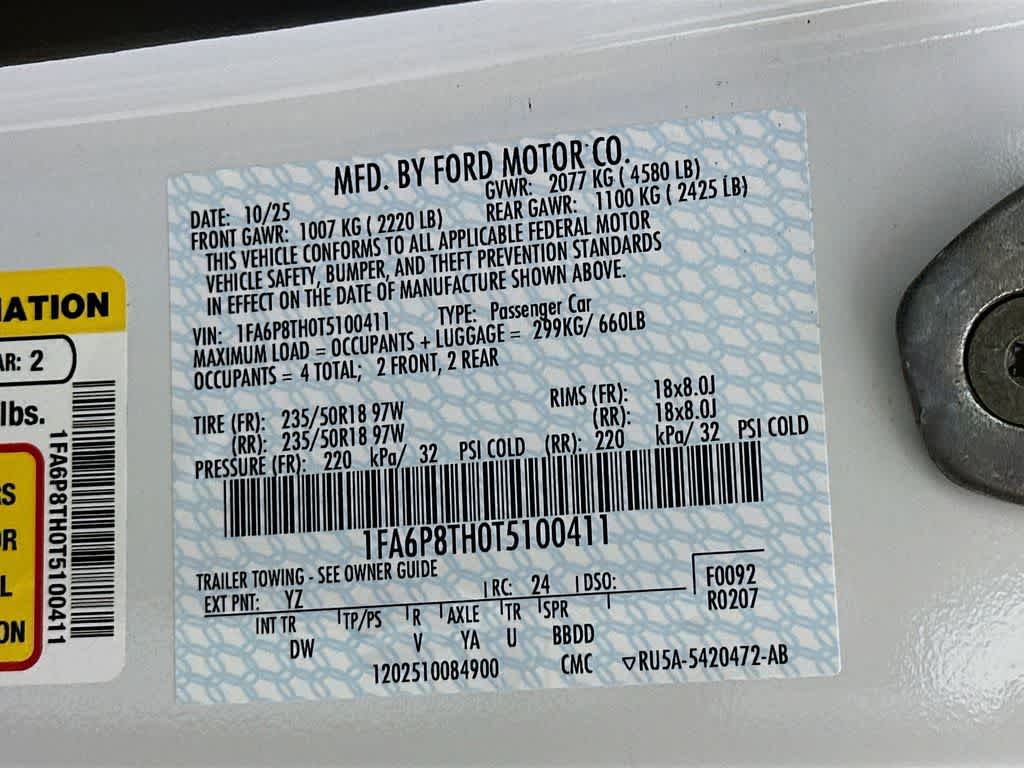 MFD. BY FORD MOTOR CO.
DATE: 10/25 GVWR: 2077 KG ( 4580 LB)
FRONT GAWR: 1007 KG ( 2220 LB) REAR GAWR: 1100 KG ( 2425 LB)
THIS VEHICLE CONFORMS TO ALL APPLICABLE FEDERAL MOTOR
VEHICLE SAFETY, BUMPER, AND THEFT PREVENTION STANDARDS
IN EFFECT ON THE DATE OF MANUFACTURE SHOWN ABOVE.
VIN: 1FA6P8TH0T5100411 TYPE: Passenger Car
MAXIMUM LOAD = OCCUPANTS + LUGGAGE = 299KG/ 660LB
OCCUPANTS = 4 TOTAL; 2 FRONT, 2 REAR
TIRE (FR): 235/50R18 97W RIMS (FR): 18x8.0J
(RR): 235/50R18 97W (RR): 18x8.0J
PRESSURE (FR): 220 kPa/ 32 PSI COLD (RR): 220 kPa/ 32 PSI COLD
1FA6P8TH0T5100411
TRAILER TOWING - SEE OWNER GUIDE
EXT PNT: YZ RC: 24 DSO: F0092
R0207
INT TR TP/PS R AXLE TR SPR
DW V YA U BBDD
1202510084900 CMC ▽RU5A-5420472-AB
IATION
AR: 2
lbs.
RS
OR
L
ON
1FA6P8TH0T5100411